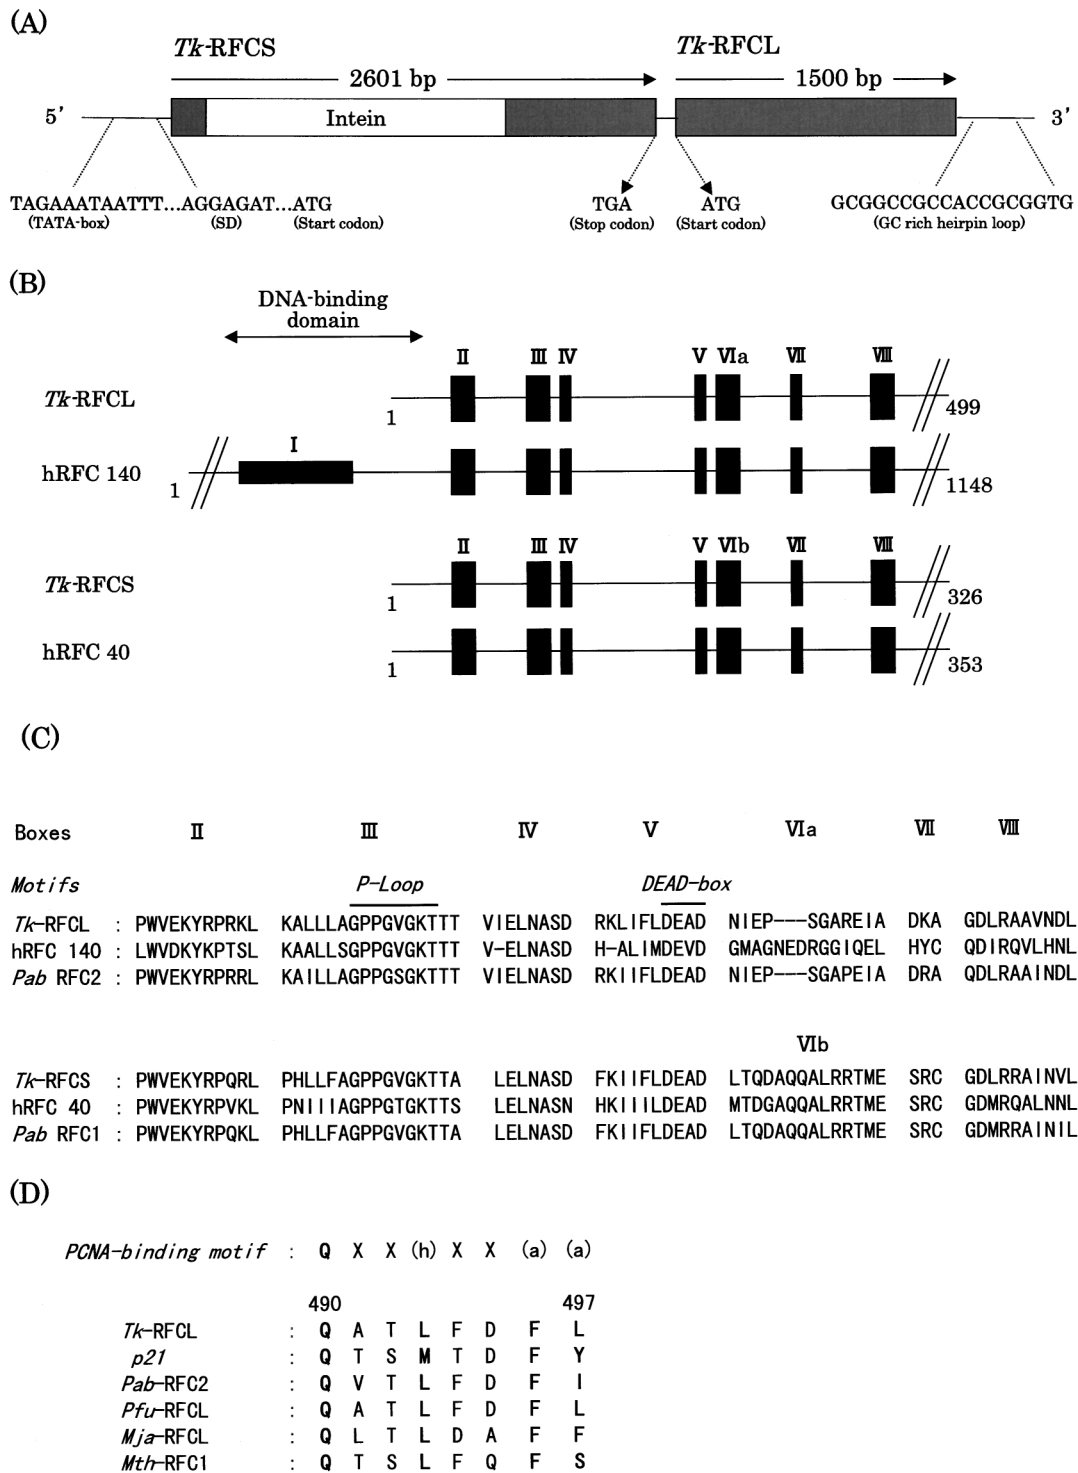 (A)
Tk-RFCS Tk-RFCL
2601 bp 1500 bp
5' Intein 3'
TAGAAATAATTT...AGGAGAT...ATG TGA ATG GCGGCCGCCACCGCGGTG
(TATA-box) (SD) (Start codon) (Stop codon) (Start codon) (GC rich heirpin loop)
(B)
DNA-binding
domain
Ⅱ Ⅲ Ⅳ Ⅴ Ⅵa Ⅶ Ⅷ
Tk-RFCL 1 499
Ⅰ
hRFC 140 1 1148
Ⅱ Ⅲ Ⅳ Ⅴ Ⅵb Ⅶ Ⅷ
Tk-RFCS 1 326
hRFC 40 1 353
(C)
Boxes Ⅱ Ⅲ Ⅳ Ⅴ Ⅵa Ⅶ Ⅷ
Motifs P-Loop DEAD-box
Tk-RFCL : PWVEKYRPRKL KALLLAGPPGVGKTTT VIELNASD RKLIFLDEAD NIEP---SGAREIA DKA GDLRAAVNDL
hRFC 140 : LWVDKYKPTSL KAALLSGPPGVGKTTT V-ELNASD H-ALIMDEVD GMAGNEDRGGIQEL HYC QDIRQVLHNL
Pab RFC2 : PWVEKYRPRKL KAILLAGPPGSGKTTT VIELNASD RKIIFLDEAD NIEP---SGAPEIA DRA QDLRAAINDL
Ⅵb
Tk-RFCS : PWVEKYRPQRL PHLLFAGPPGVGKTTA LELNASD FKIIFLDEAD LTQDAQQALRRTME SRC GDLRRAINVL
hRFC 40 : PWVEKYRPVKL PNIIIAGPPGTGKTTS LELNASN HKIIILDEAD MTDGAQQALRRTME SRC GDMRQALNNL
Pab RFC1 : PWVEKYRPQKL PHLLFAGPPGVGKTTA LELNASD FKIIFLDEAD LTQDAQQALRRTME SRC GDMRRAINIL
(D)
PCNA-binding motif : Q X X (h) X X (a) (a)
490 497
Tk-RFCL : Q A T L F D F L
p21 : Q T S M T D F Y
Pab-RFC2 : Q V T L F D F I
Pfu-RFCL : Q A T L F D F L
Mja-RFCL : Q L T L D A F F
Mth-RFC1 : Q T S L F Q F S